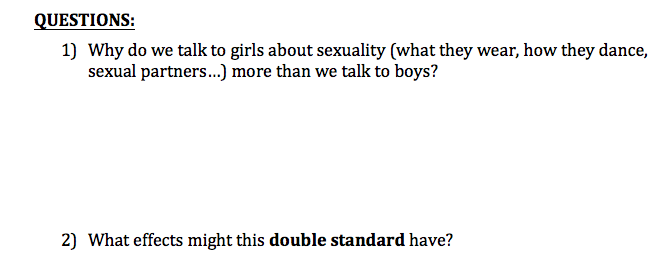 QUESTIONS:
1) Why do we talk to girls about sexuality (what they wear, how they dance,
sexual partners...) more than we talk to boys?
2) What effects might this double standard have?